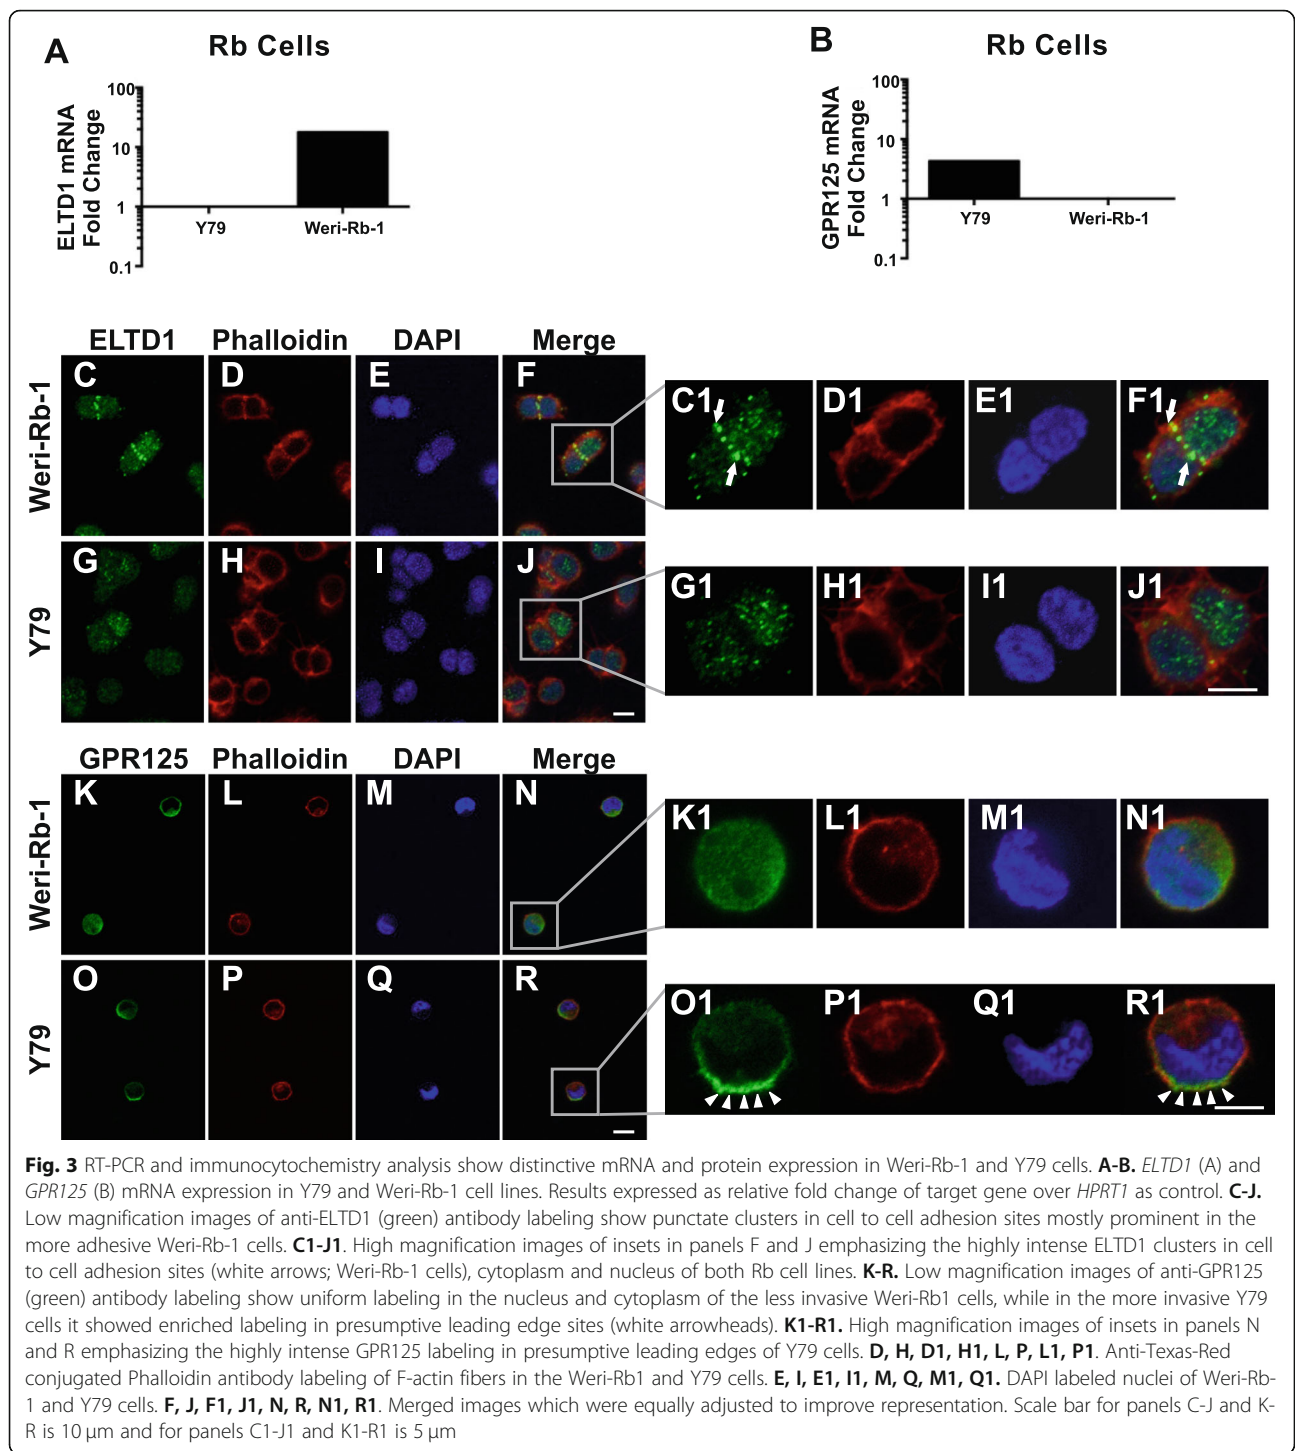 A
Rb Cells
ELTD1 mRNA
Fold Change
100
10
1
0.1
Y79 Weri-Rb-1
B
Rb Cells
GPR125 mRNA
Fold Change
100
10
1
0.1
Y79 Weri-Rb-1
ELTD1 Phalloidin DAPI Merge
Weri-Rb-1
C D E F C1 D1 E1 F1
Y79
G H I J G1 H1 I1 J1
GPR125 Phalloidin DAPI Merge
Weri-Rb-1
K L M N K1 L1 M1 N1
Y79
O P Q R O1 P1 Q1 R1
Fig. 3 RT-PCR and immunocytochemistry analysis show distinctive mRNA and protein expression in Weri-Rb-1 and Y79 cells. A-B. ELTD1 (A) and
GPR125 (B) mRNA expression in Y79 and Weri-Rb-1 cell lines. Results expressed as relative fold change of target gene over HPRT1 as control. C-J.
Low magnification images of anti-ELTD1 (green) antibody labeling show punctate clusters in cell to cell adhesion sites mostly prominent in the
more adhesive Weri-Rb-1 cells. C1-J1. High magnification images of insets in panels F and J emphasizing the highly intense ELTD1 clusters in cell
to cell adhesion sites (white arrows; Weri-Rb-1 cells), cytoplasm and nucleus of both Rb cell lines. K-R. Low magnification images of anti-GPR125
(green) antibody labeling show uniform labeling in the nucleus and cytoplasm of the less invasive Weri-Rb1 cells, while in the more invasive Y79
cells it showed enriched labeling in presumptive leading edge sites (white arrowheads). K1-R1. High magnification images of insets in panels N
and R emphasizing the highly intense GPR125 labeling in presumptive leading edges of Y79 cells. D, H, D1, H1, L, P, L1, P1. Anti-Texas-Red
conjugated Phalloidin antibody labeling of F-actin fibers in the Weri-Rb1 and Y79 cells. E, I, E1, I1, M, Q, M1, Q1. DAPI labeled nuclei of Weri-Rb-
1 and Y79 cells. F, J, F1, J1, N, R, N1, R1. Merged images which were equally adjusted to improve representation. Scale bar for panels C-J and K-
R is 10 μm and for panels C1-J1 and K1-R1 is 5 μm